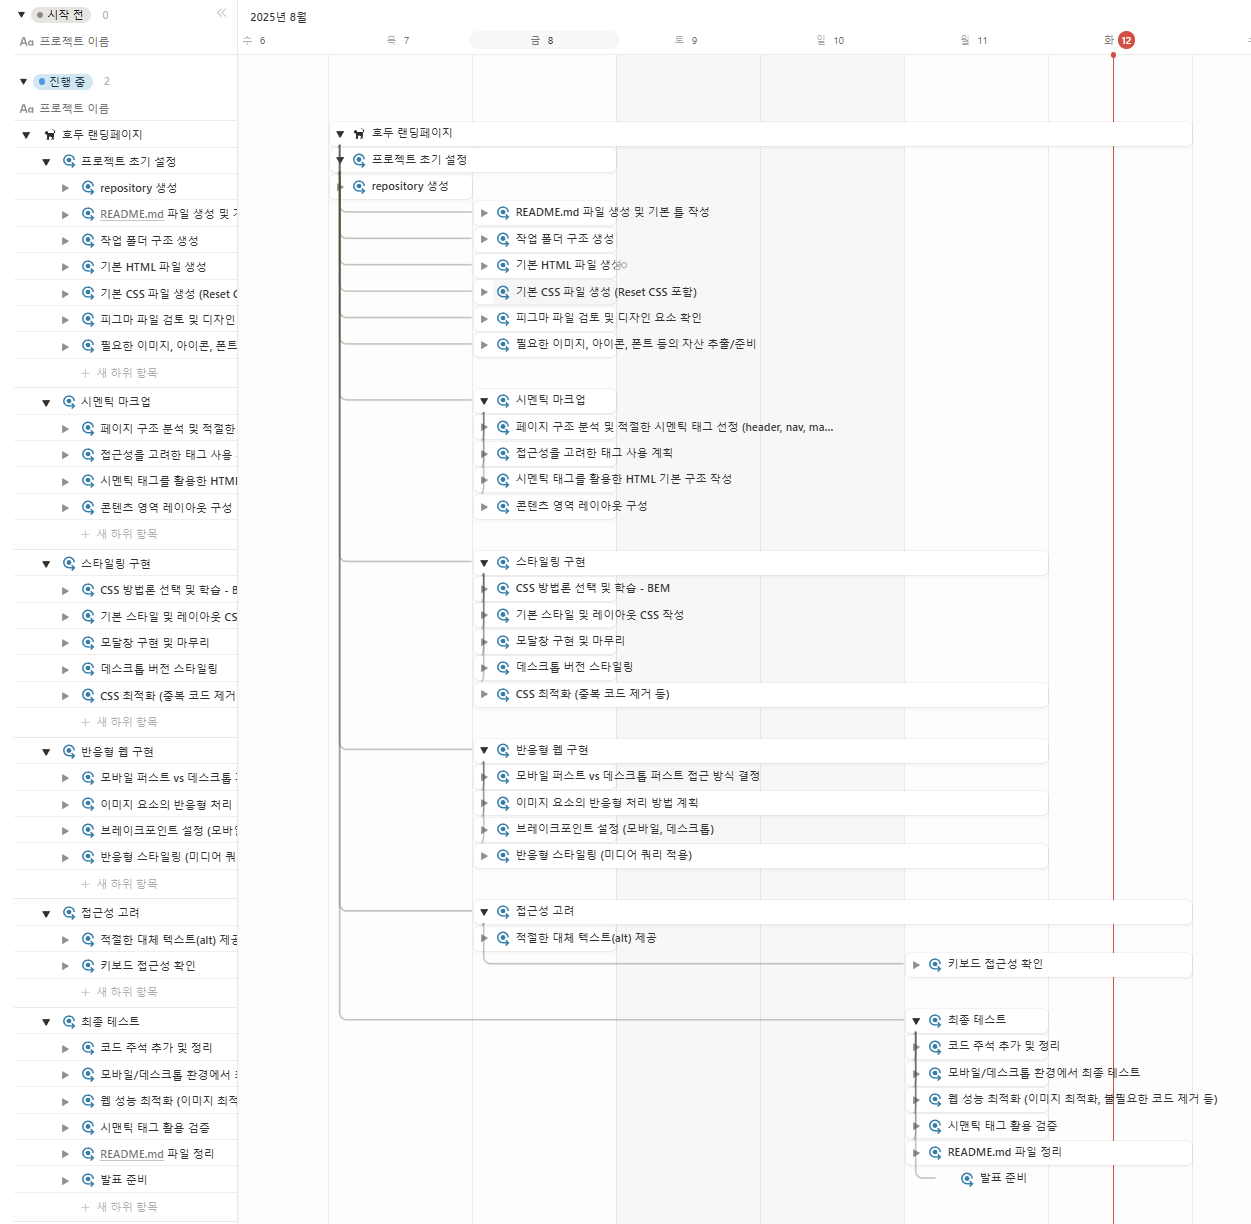 시작 전 0
2025년 8월
Aa 프로젝트 이름
수 6 목 7 금 8 토 9 일 10 월 11 화 12
진행 중 2
Aa 프로젝트 이름
호두 랜딩페이지 호두 랜딩페이지
프로젝트 초기 설정 프로젝트 초기 설정
repository 생성 repository 생성
README.md 파일 생성 및 README.md 파일 생성 및 기본 틀 작성
작업 폴더 구조 생성 작업 폴더 구조 생성
기본 HTML 파일 생성 기본 HTML 파일 생성
기본 CSS 파일 생성 (Reset 기본 CSS 파일 생성 (Reset CSS 포함)
피그마 파일 검토 및 디자인 피그마 파일 검토 및 디자인 요소 확인
필요한 이미지, 아이콘, 폰트 필요한 이미지, 아이콘, 폰트 등의 자산 추출/준비
+ 새 하위 항목
시멘틱 마크업 시멘틱 마크업
페이지 구조 분석 및 적절한 페이지 구조 분석 및 적절한 시멘틱 태그 선정 (header, nav, ma...
접근성을 고려한 태그 사용 접근성을 고려한 태그 사용 계획
시멘틱 태그를 활용한 HTML 시멘틱 태그를 활용한 HTML 기본 구조 작성
콘텐츠 영역 레이아웃 구성 콘텐츠 영역 레이아웃 구성
+ 새 하위 항목
스타일링 구현 스타일링 구현
CSS 방법론 선택 및 학습 - B CSS 방법론 선택 및 학습 - BEM
기본 스타일 및 레이아웃 CS 기본 스타일 및 레이아웃 CSS 작성
모달창 구현 및 마무리 모달창 구현 및 마무리
데스크톱 버전 스타일링 데스크톱 버전 스타일링
CSS 최적화 (중복 코드 제거 CSS 최적화 (중복 코드 제거 등)
+ 새 하위 항목
반응형 웹 구현 반응형 웹 구현
모바일 퍼스트 vs 데스크톱 모바일 퍼스트 vs 데스크톱 퍼스트 접근 방식 결정
이미지 요소의 반응형 처리 이미지 요소의 반응형 처리 방법 계획
브레이크포인트 설정 (모바일 브레이크포인트 설정 (모바일, 데스크톱)
반응형 스타일링 (미디어 쿼 반응형 스타일링 (미디어 쿼리 적용)
+ 새 하위 항목
접근성 고려 접근성 고려
적절한 대체 텍스트(alt) 제공 적절한 대체 텍스트(alt) 제공
키보드 접근성 확인 키보드 접근성 확인
+ 새 하위 항목
최종 테스트 최종 테스트
코드 주석 추가 및 정리 코드 주석 추가 및 정리
모바일/데스크톱 환경에서 모바일/데스크톱 환경에서 최종 테스트
웹 성능 최적화 (이미지 최적 웹 성능 최적화 (이미지 최적화, 불필요한 코드 제거 등)
시맨틱 태그 활용 검증 시맨틱 태그 활용 검증
README.md 파일 정리 README.md 파일 정리
발표 준비 발표 준비
+ 새 하위 항목